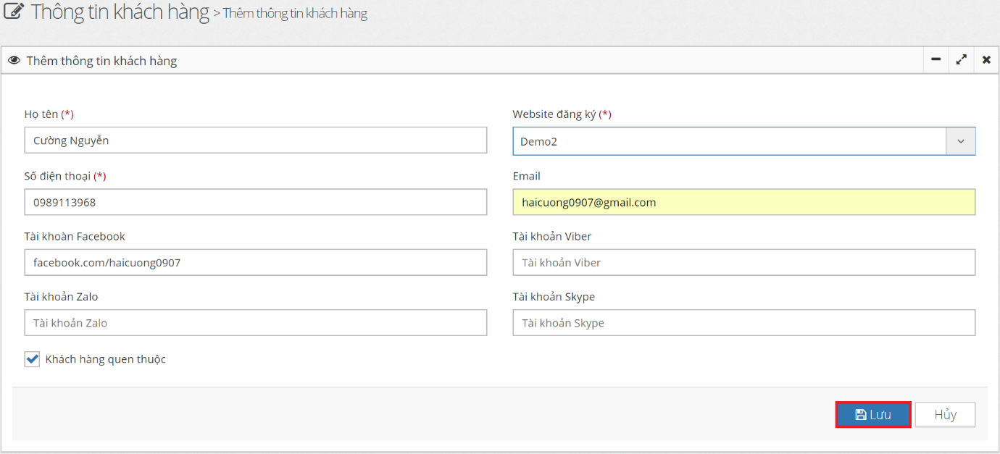 Thông tin khách hàng > Thêm thông tin khách hàng
Thêm thông tin khách hàng
Họ tên (*)
Website đăng ký (*)
Cường Nguyễn
Demo2
Số điện thoại (*)
Email
0989113968
haicuong0907@gmail.com
Tài khoàn Facebook
Tài khoản Viber
facebook.com/haicuong0907
Tài khoản Viber
Tài khoản Zalo
Tài khoản Skype
Tài khoản Zalo
Tài khoản Skype
Khách hàng quen thuộc
Lưu
Hủy